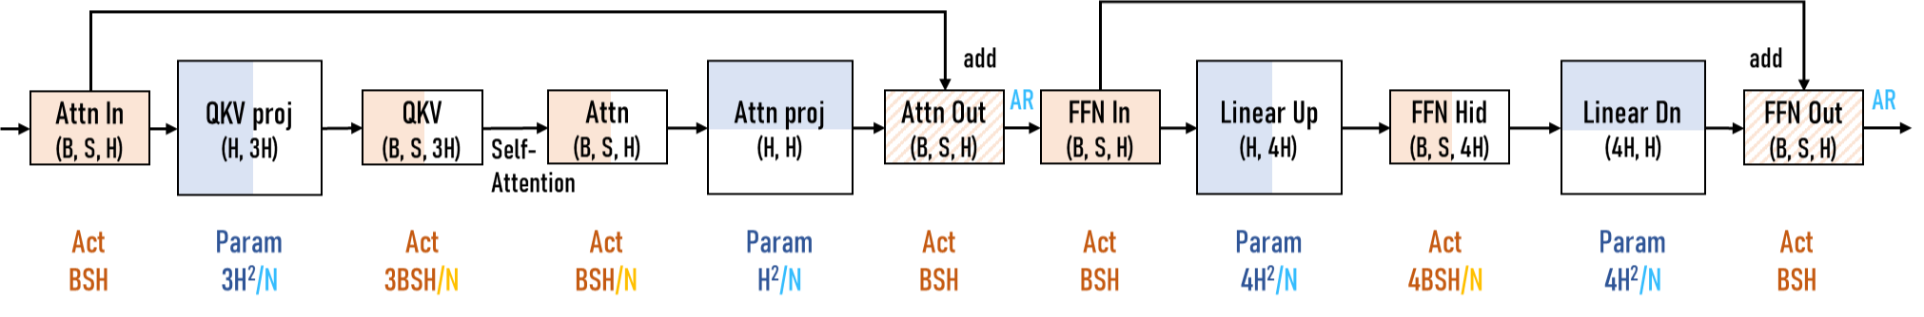 add
add
Attn In
(B, S, H)
QKV proj
(H, 3H)
QKV
(B, S, 3H)
Self-
Attention
Attn
(B, S, H)
Attn proj
(H, H)
Attn Out
(B, S, H)
AR
FFN In
(B, S, H)
Linear Up
(H, 4H)
FFN Hid
(B, S, 4H)
Linear Dn
(4H, H)
FFN Out
(B, S, H)
AR
Act
BSH
Param
3H²/N
Act
3BSH/N
Act
BSH/N
Param
H²/N
Act
BSH
Act
BSH
Param
4H²/N
Act
4BSH/N
Param
4H²/N
Act
BSH